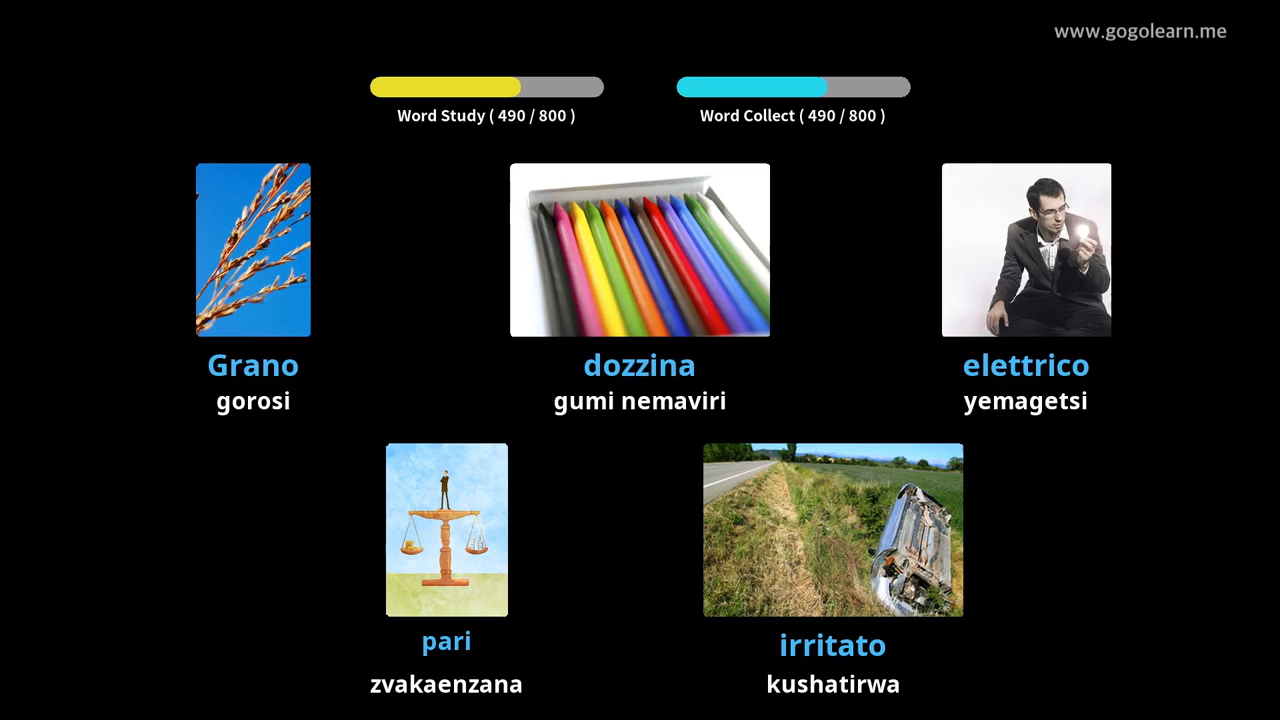 www.gogolearn.me
Word Study ( 490 / 800 )
Word Collect ( 490 / 800 )
Grano
gorosi
dozzina
gumi nemaviri
elettrico
yemagetsi
pari
zvakaenzana
irritato
kushatirwa